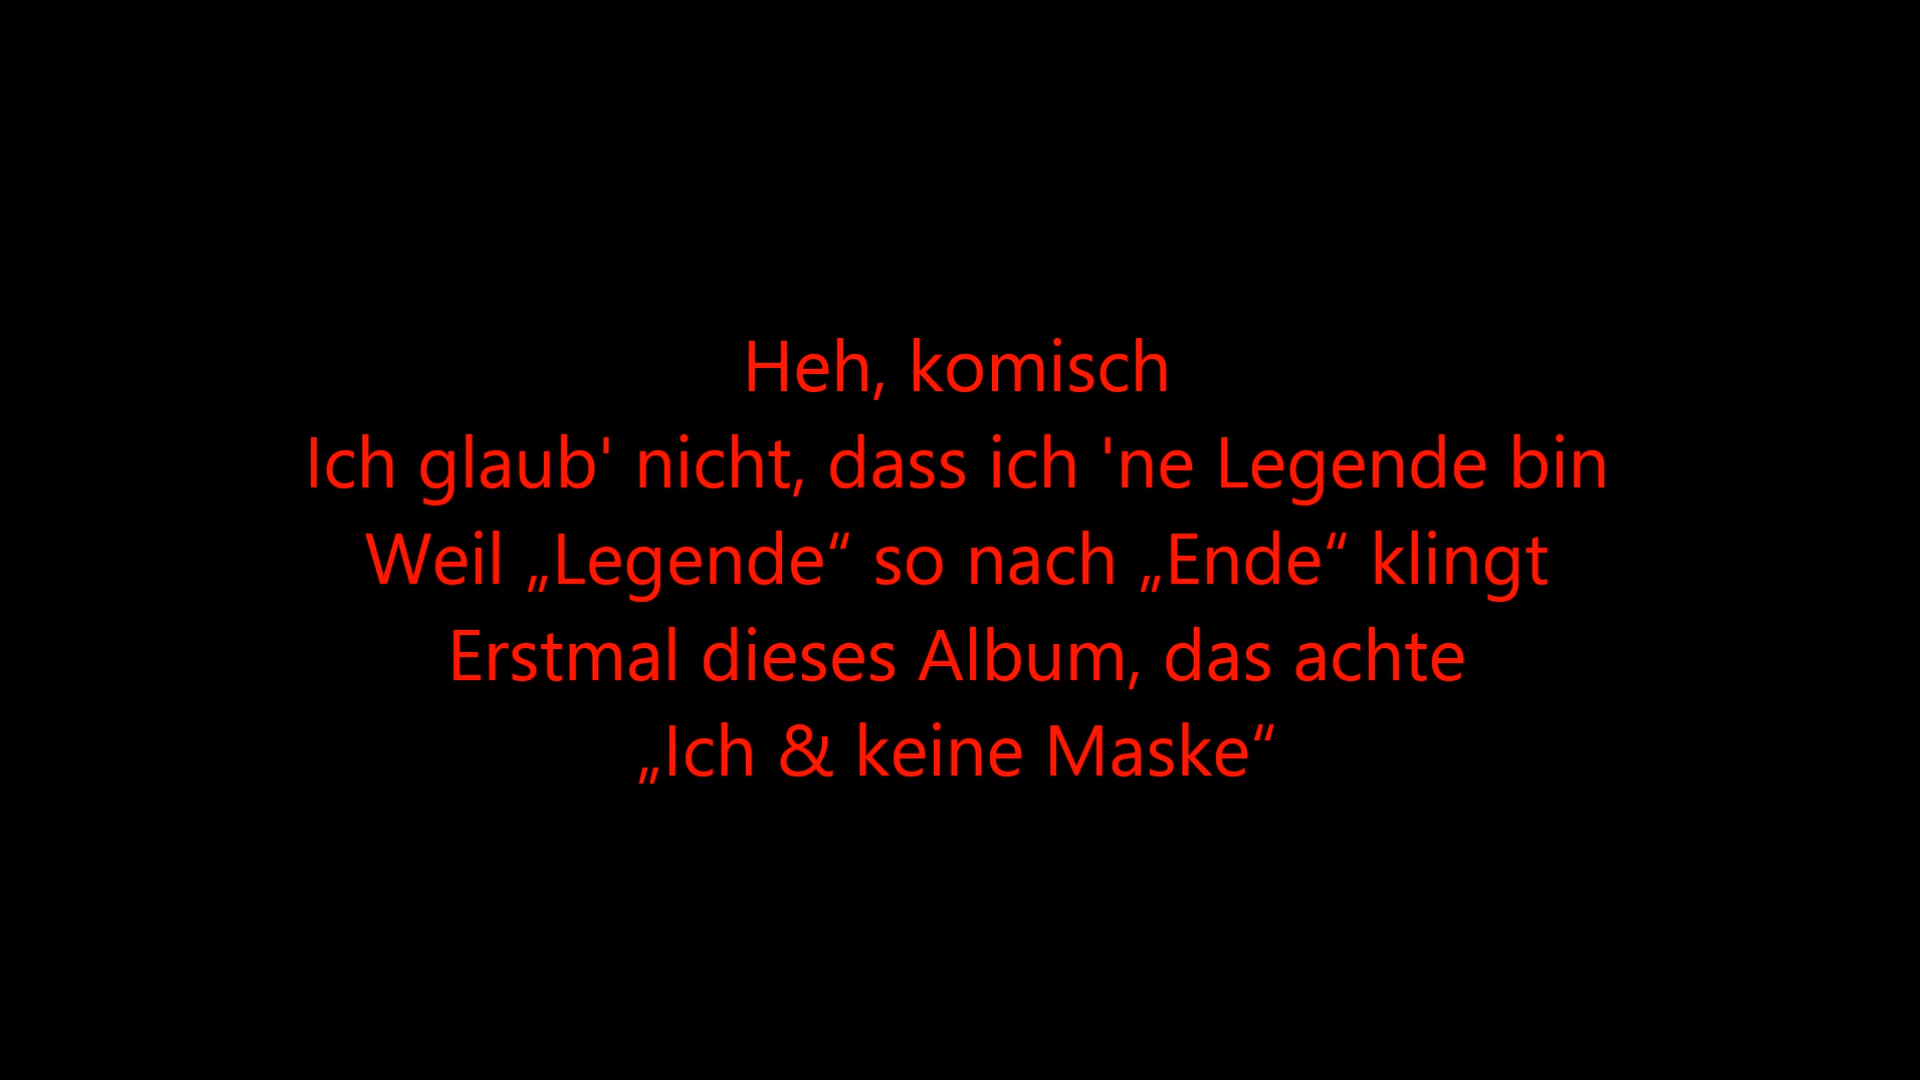 Heh, komisch
Ich glaub' nicht, dass ich 'ne Legende bin
Weil „Legende“ so nach „Ende“ klingt
Erstmal dieses Album, das achte
„Ich & keine Maske“